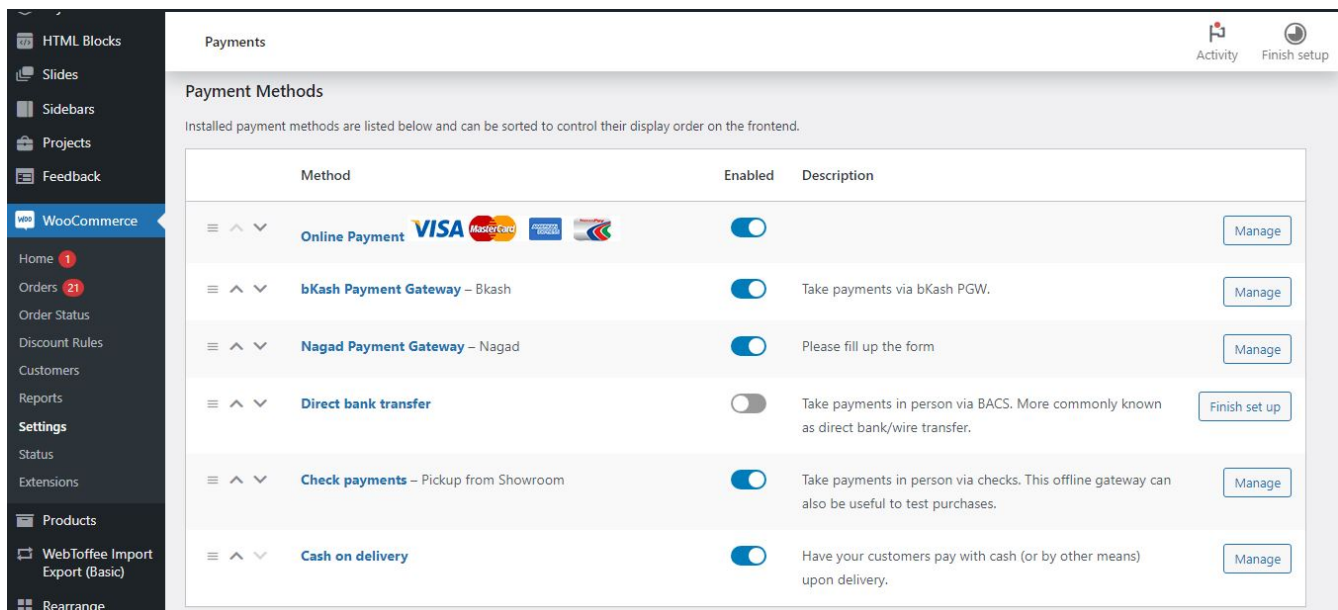 HTML Blocks
Slides
Sidebars
Projects
Feedback
WooCommerce
Home 1
Orders 21
Order Status
Discount Rules
Customers
Reports
Settings
Status
Extensions
Products
WebToffee Import
Export (Basic)
Rearrange
Payments
Activity
Finish setup
Payment Methods
Installed payment methods are listed below and can be sorted to control their display order on the frontend.
Method Enabled Description
Online Payment VISA MasterCard Manage
bKash Payment Gateway – Bkash Take payments via bKash PGW. Manage
Nagad Payment Gateway – Nagad Please fill up the form Manage
Direct bank transfer Take payments in person via BACS. More commonly known Finish set up
as direct bank/wire transfer.
Check payments – Pickup from Showroom Take payments in person via checks. This offline gateway can Manage
also be useful to test purchases.
Cash on delivery Have your customers pay with cash (or by other means) Manage
upon delivery.